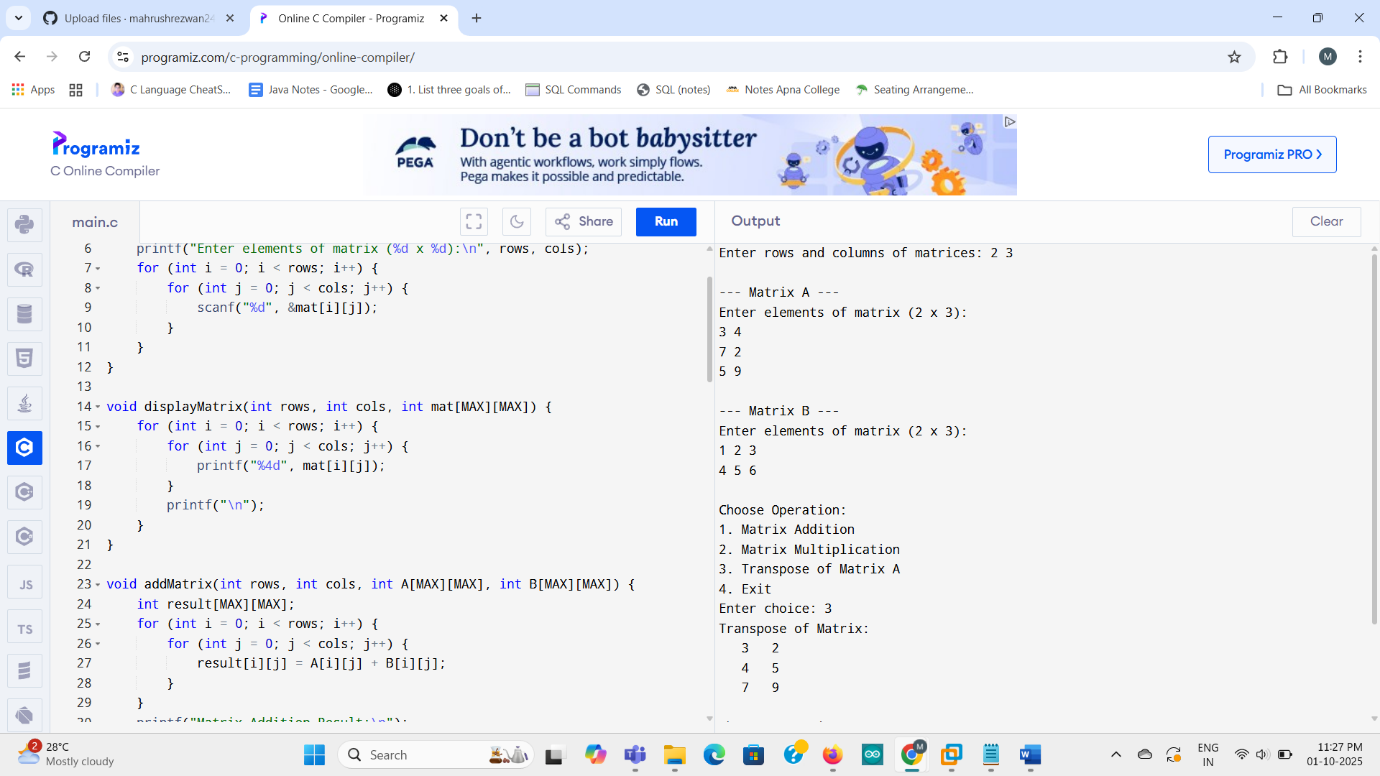 Upload files · mahrushrezwan24
Online C Compiler - Programiz
programiz.com/c-programming/online-compiler/
M
Apps
C Language CheatS...
Java Notes - Google...
1. List three goals of...
SQL Commands
SQL (notes)
Notes Apna College
Seating Arrangeme...
All Bookmarks
Programiz
C Online Compiler
PEGA
Don't be a bot babysitter
With agentic workflows, work simply flows.
Pega makes it possible and predictable.
Programiz PRO >
main.c
Share
Run
Output
Clear
6 printf("Enter elements of matrix (%d x %d):\n", rows, cols);
7 for (int i = 0; i < rows; i++) {
8 for (int j = 0; j < cols; j++) {
9 scanf("%d", &mat[i][j]);
10 }
11 }
12 }
13
14 void displayMatrix(int rows, int cols, int mat[MAX][MAX]) {
15 for (int i = 0; i < rows; i++) {
16 for (int j = 0; j < cols; j++) {
17 printf("%4d", mat[i][j]);
18 }
19 printf("\n");
20 }
21 }
22
23 void addMatrix(int rows, int cols, int A[MAX][MAX], int B[MAX][MAX]) {
24 int result[MAX][MAX];
25 for (int i = 0; i < rows; i++) {
26 for (int j = 0; j < cols; j++) {
27 result[i][j] = A[i][j] + B[i][j];
28 }
29 }
30 printf("Matrix Addition Result:\n");
Enter rows and columns of matrices: 2 3
--- Matrix A ---
Enter elements of matrix (2 x 3):
3 4
7 2
5 9
--- Matrix B ---
Enter elements of matrix (2 x 3):
1 2 3
4 5 6
Choose Operation:
1. Matrix Addition
2. Matrix Multiplication
3. Transpose of Matrix A
4. Exit
Enter choice: 3
Transpose of Matrix:
3 2
4 5
7 9
JS
TS
2
28°C
Mostly cloudy
Search
M
ENG
IN
11:27 PM
01-10-2025